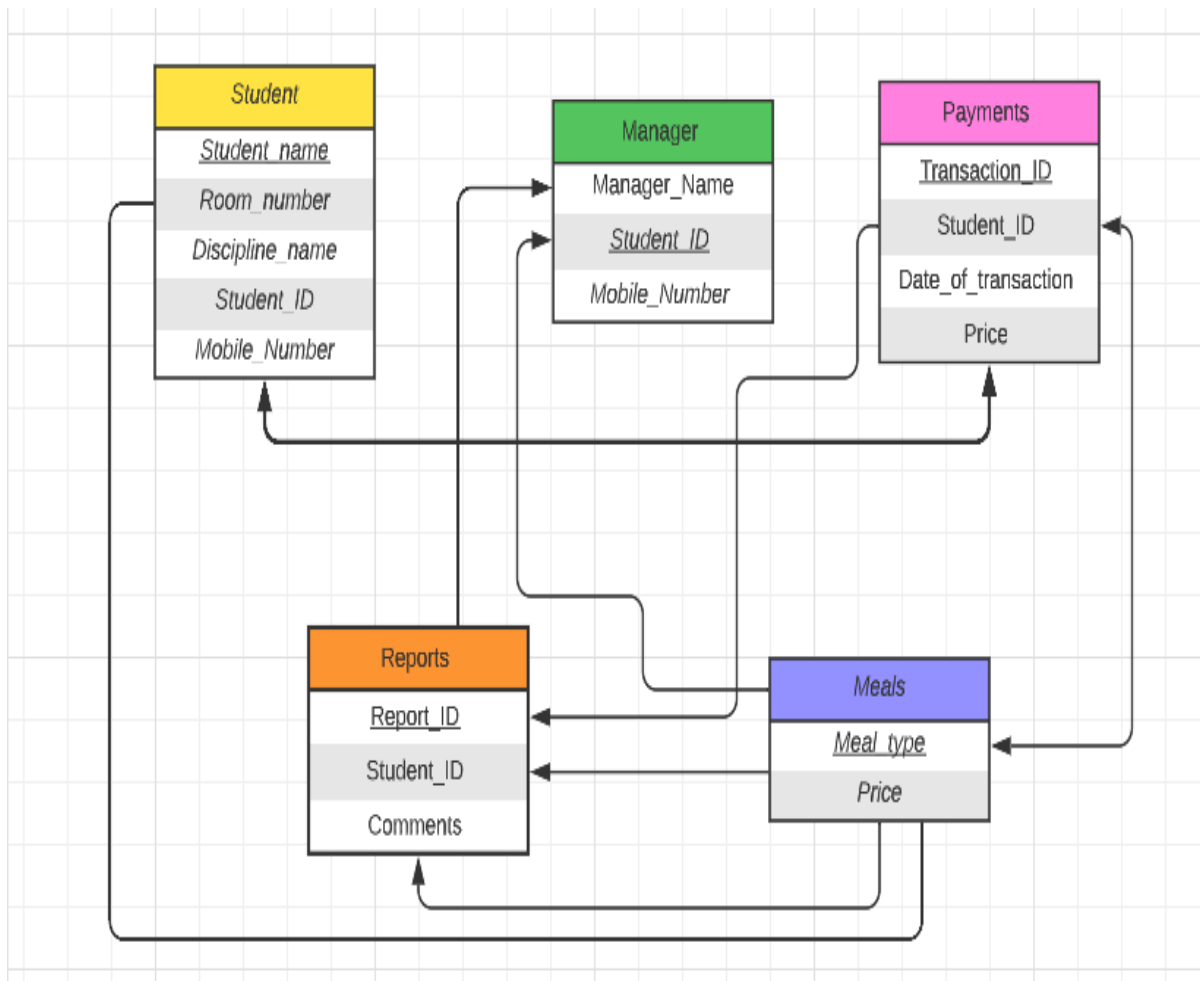 Student
Student_name
Room_number
Discipline_name
Student_ID
Mobile_Number
Manager
Manager_Name
Student_ID
Mobile_Number
Payments
Transaction_ID
Student_ID
Date_of_transaction
Price
Reports
Report_ID
Student_ID
Comments
Meals
Meal_type
Price